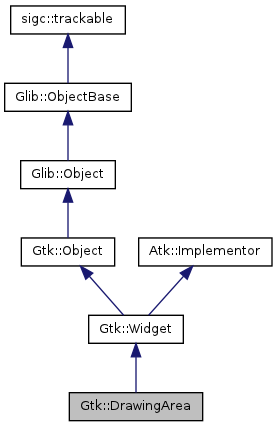 sigc::trackable
Glib::ObjectBase
Glib::Object
Gtk::Object
Atk::Implementor
Gtk::Widget
Gtk::DrawingArea